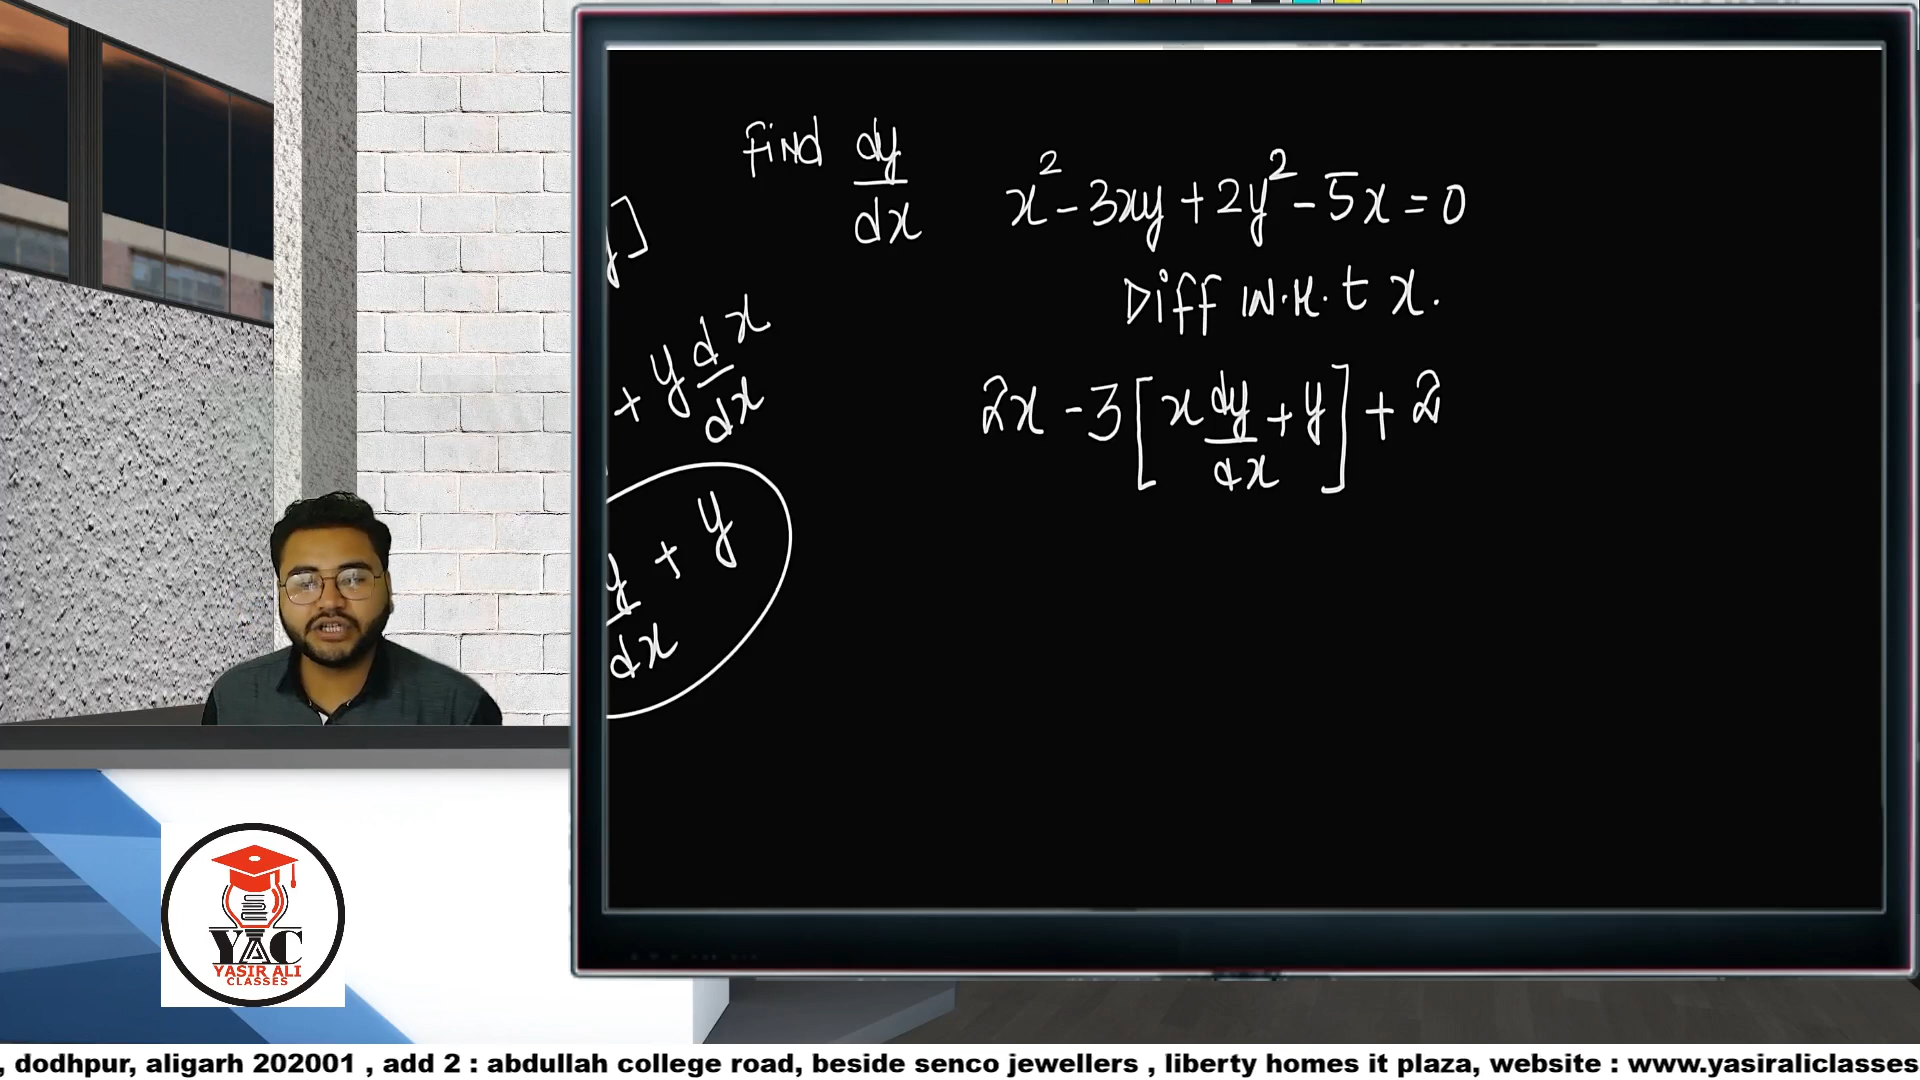 find dy/dx
x² - 3xy + 2y² - 5x = 0
Diff w.r.t x.
2x - 3[x dy/dx + y] + 2
y]
+ y d/dx x
y/dx + y
YAC
YASIR ALI
CLASSES
, dodhpur, aligarh 202001 , add 2 : abdullah college road, beside senco jewellers , liberty homes it plaza, website : www.yasiraliclasses